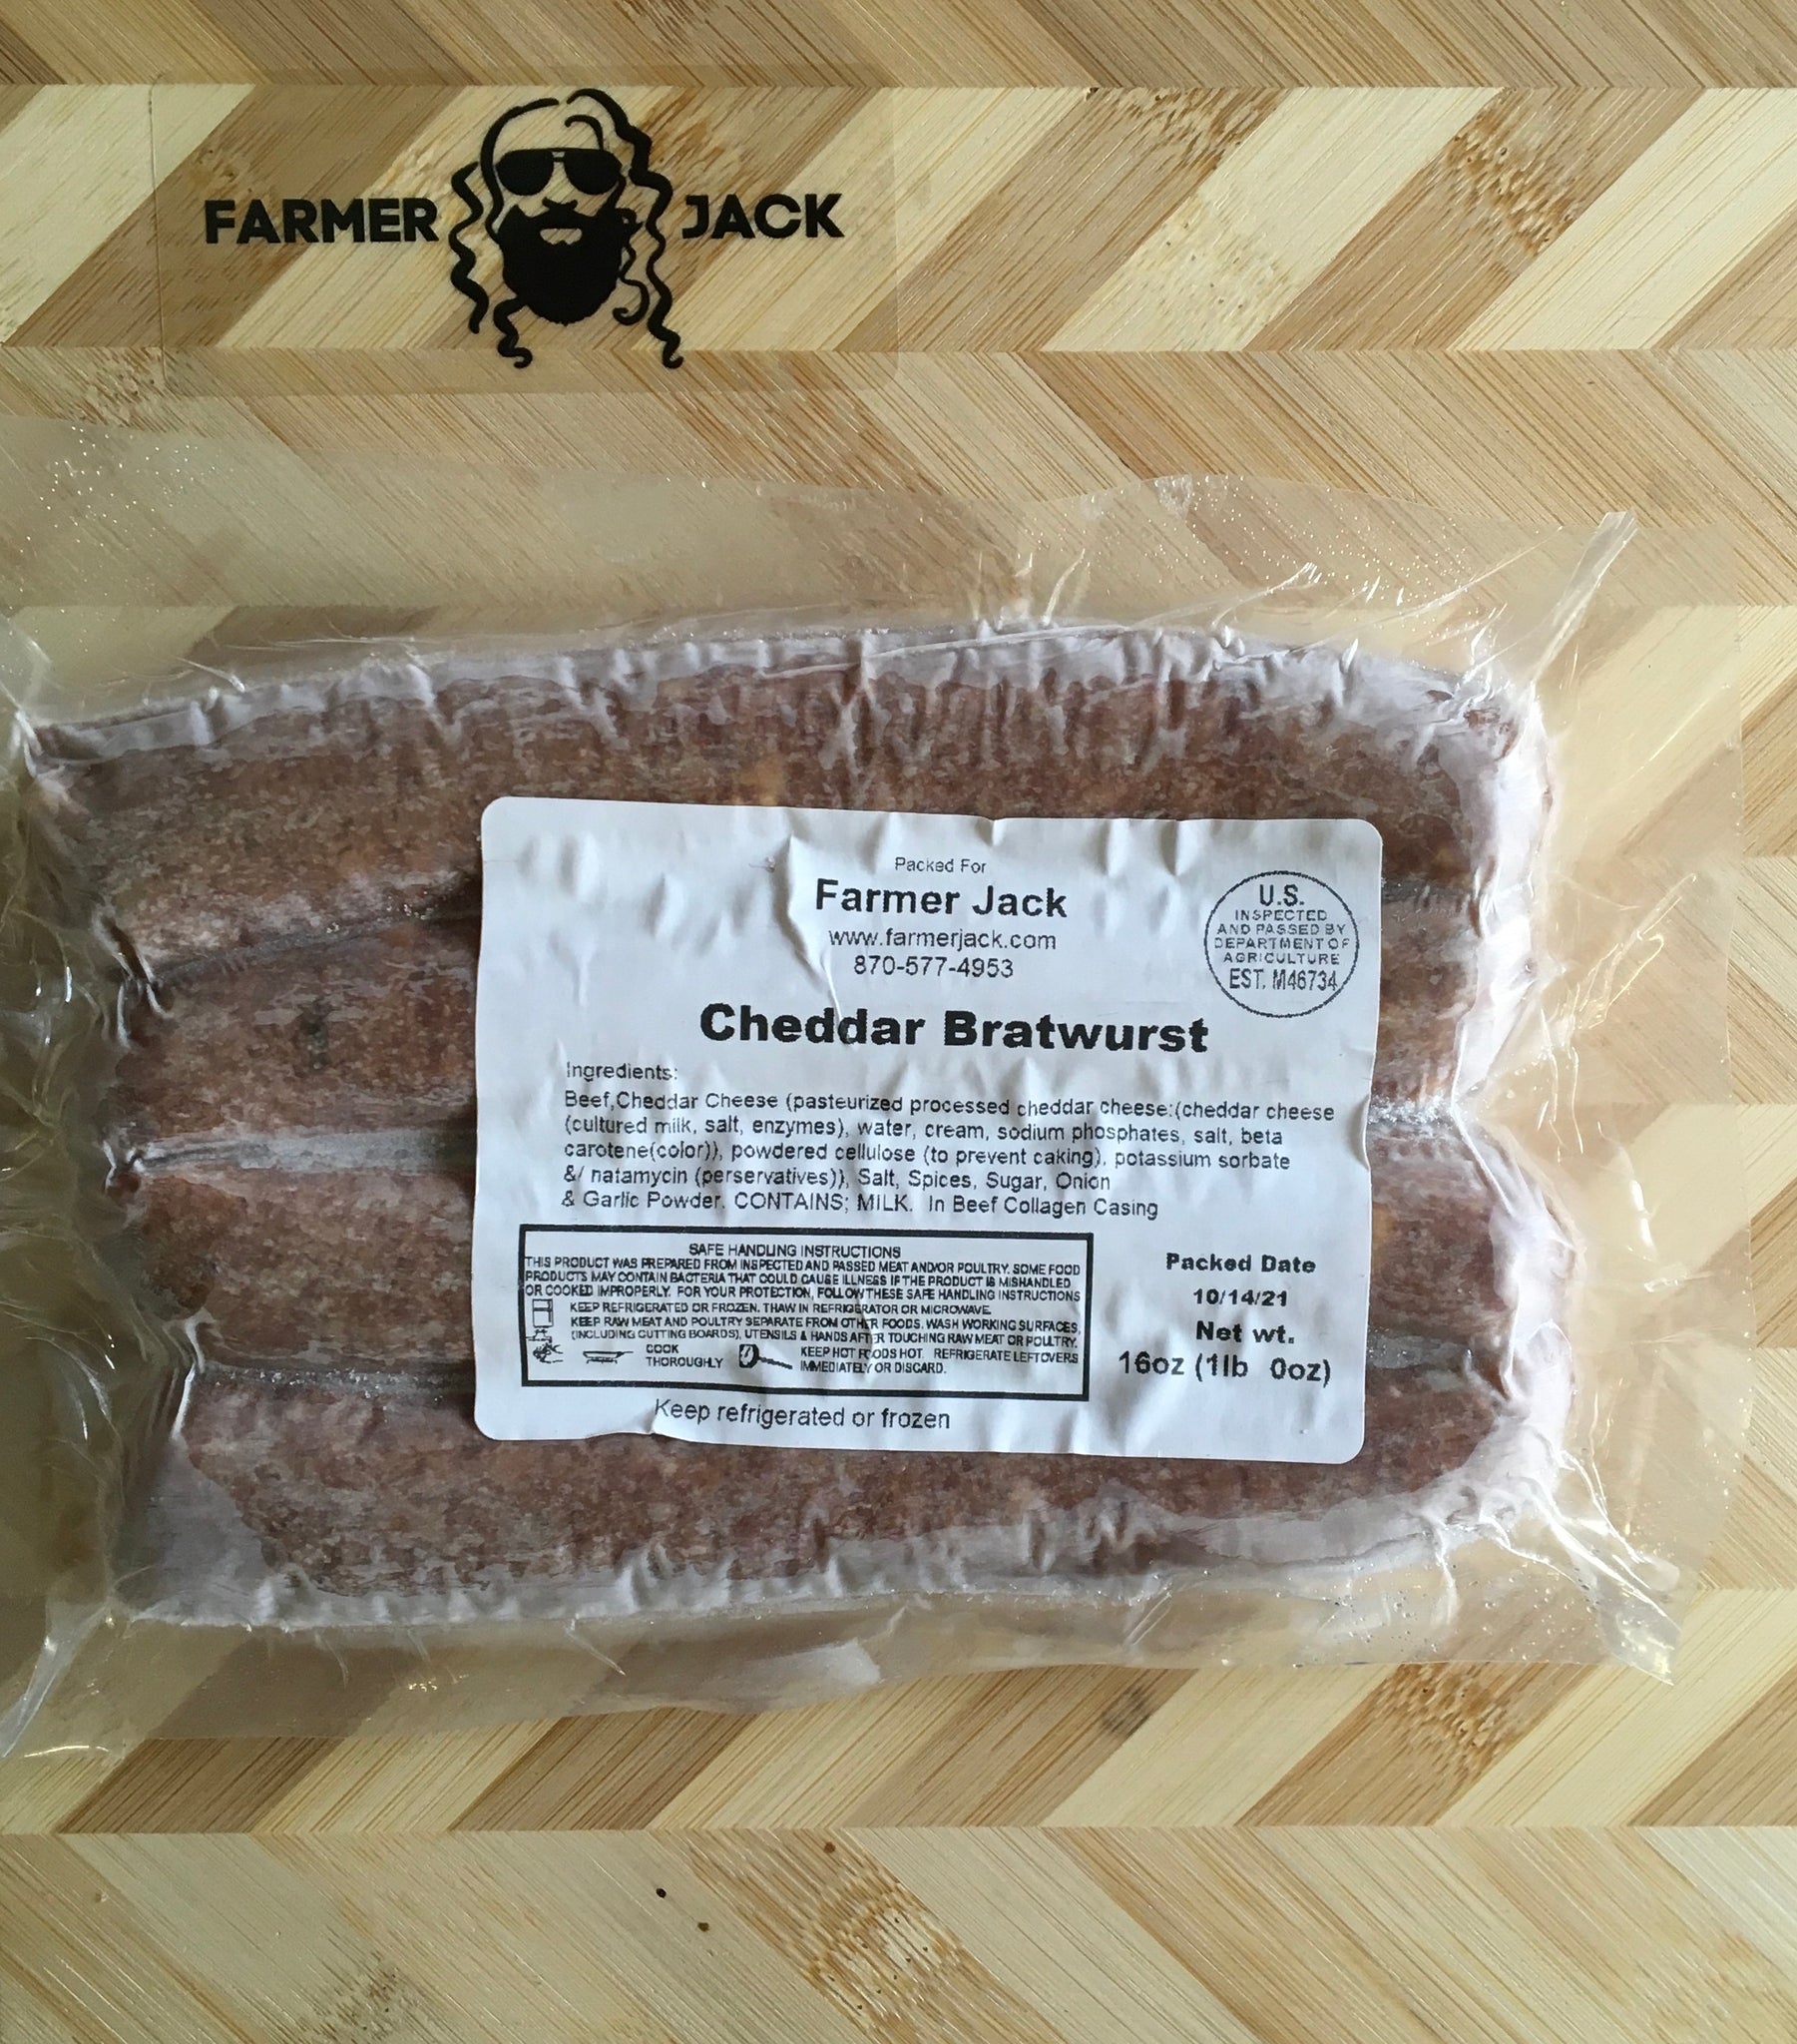 FARMER JACK
Packed For
Farmer Jack
www.farmerjack.com
870-577-4953
U.S.
INSPECTED
AND PASSED BY
DEPARTMENT OF
AGRICULTURE
EST. M46734
Cheddar Bratwurst
Ingredients:
Beef,Cheddar Cheese (pasteurized processed cheddar cheese:(cheddar cheese
(cultured milk, salt, enzymes), water, cream, sodium phosphates, salt, beta
carotene(color)), powdered cellulose (to prevent caking), potassium sorbate
&/ natamycin (perservatives)), Salt, Spices, Sugar, Onion
& Garlic Powder. CONTAINS; MILK. In Beef Collagen Casing
SAFE HANDLING INSTRUCTIONS
THIS PRODUCT WAS PREPARED FROM INSPECTED AND PASSED MEAT AND/OR POULTRY. SOME FOOD
PRODUCTS MAY CONTAIN BACTERIA THAT COULD CAUSE ILLNESS IF THE PRODUCT IS MISHANDLED
OR COOKED IMPROPERLY. FOR YOUR PROTECTION, FOLLOW THESE SAFE HANDLING INSTRUCTIONS
KEEP REFRIGERATED OR FROZEN. THAW IN REFRIGERATOR OR MICROWAVE.
KEEP RAW MEAT AND POULTRY SEPARATE FROM OTHER FOODS. WASH WORKING SURFACES,
(INCLUDING CUTTING BOARDS), UTENSILS & HANDS AFTER TOUCHING RAW MEAT OR POULTRY.
COOK
THOROUGHLY
KEEP HOT FOODS HOT. REFRIGERATE LEFTOVERS
IMMEDIATELY OR DISCARD.
Packed Date
10/14/21
Net wt.
16oz (1lb 0oz)
Keep refrigerated or frozen